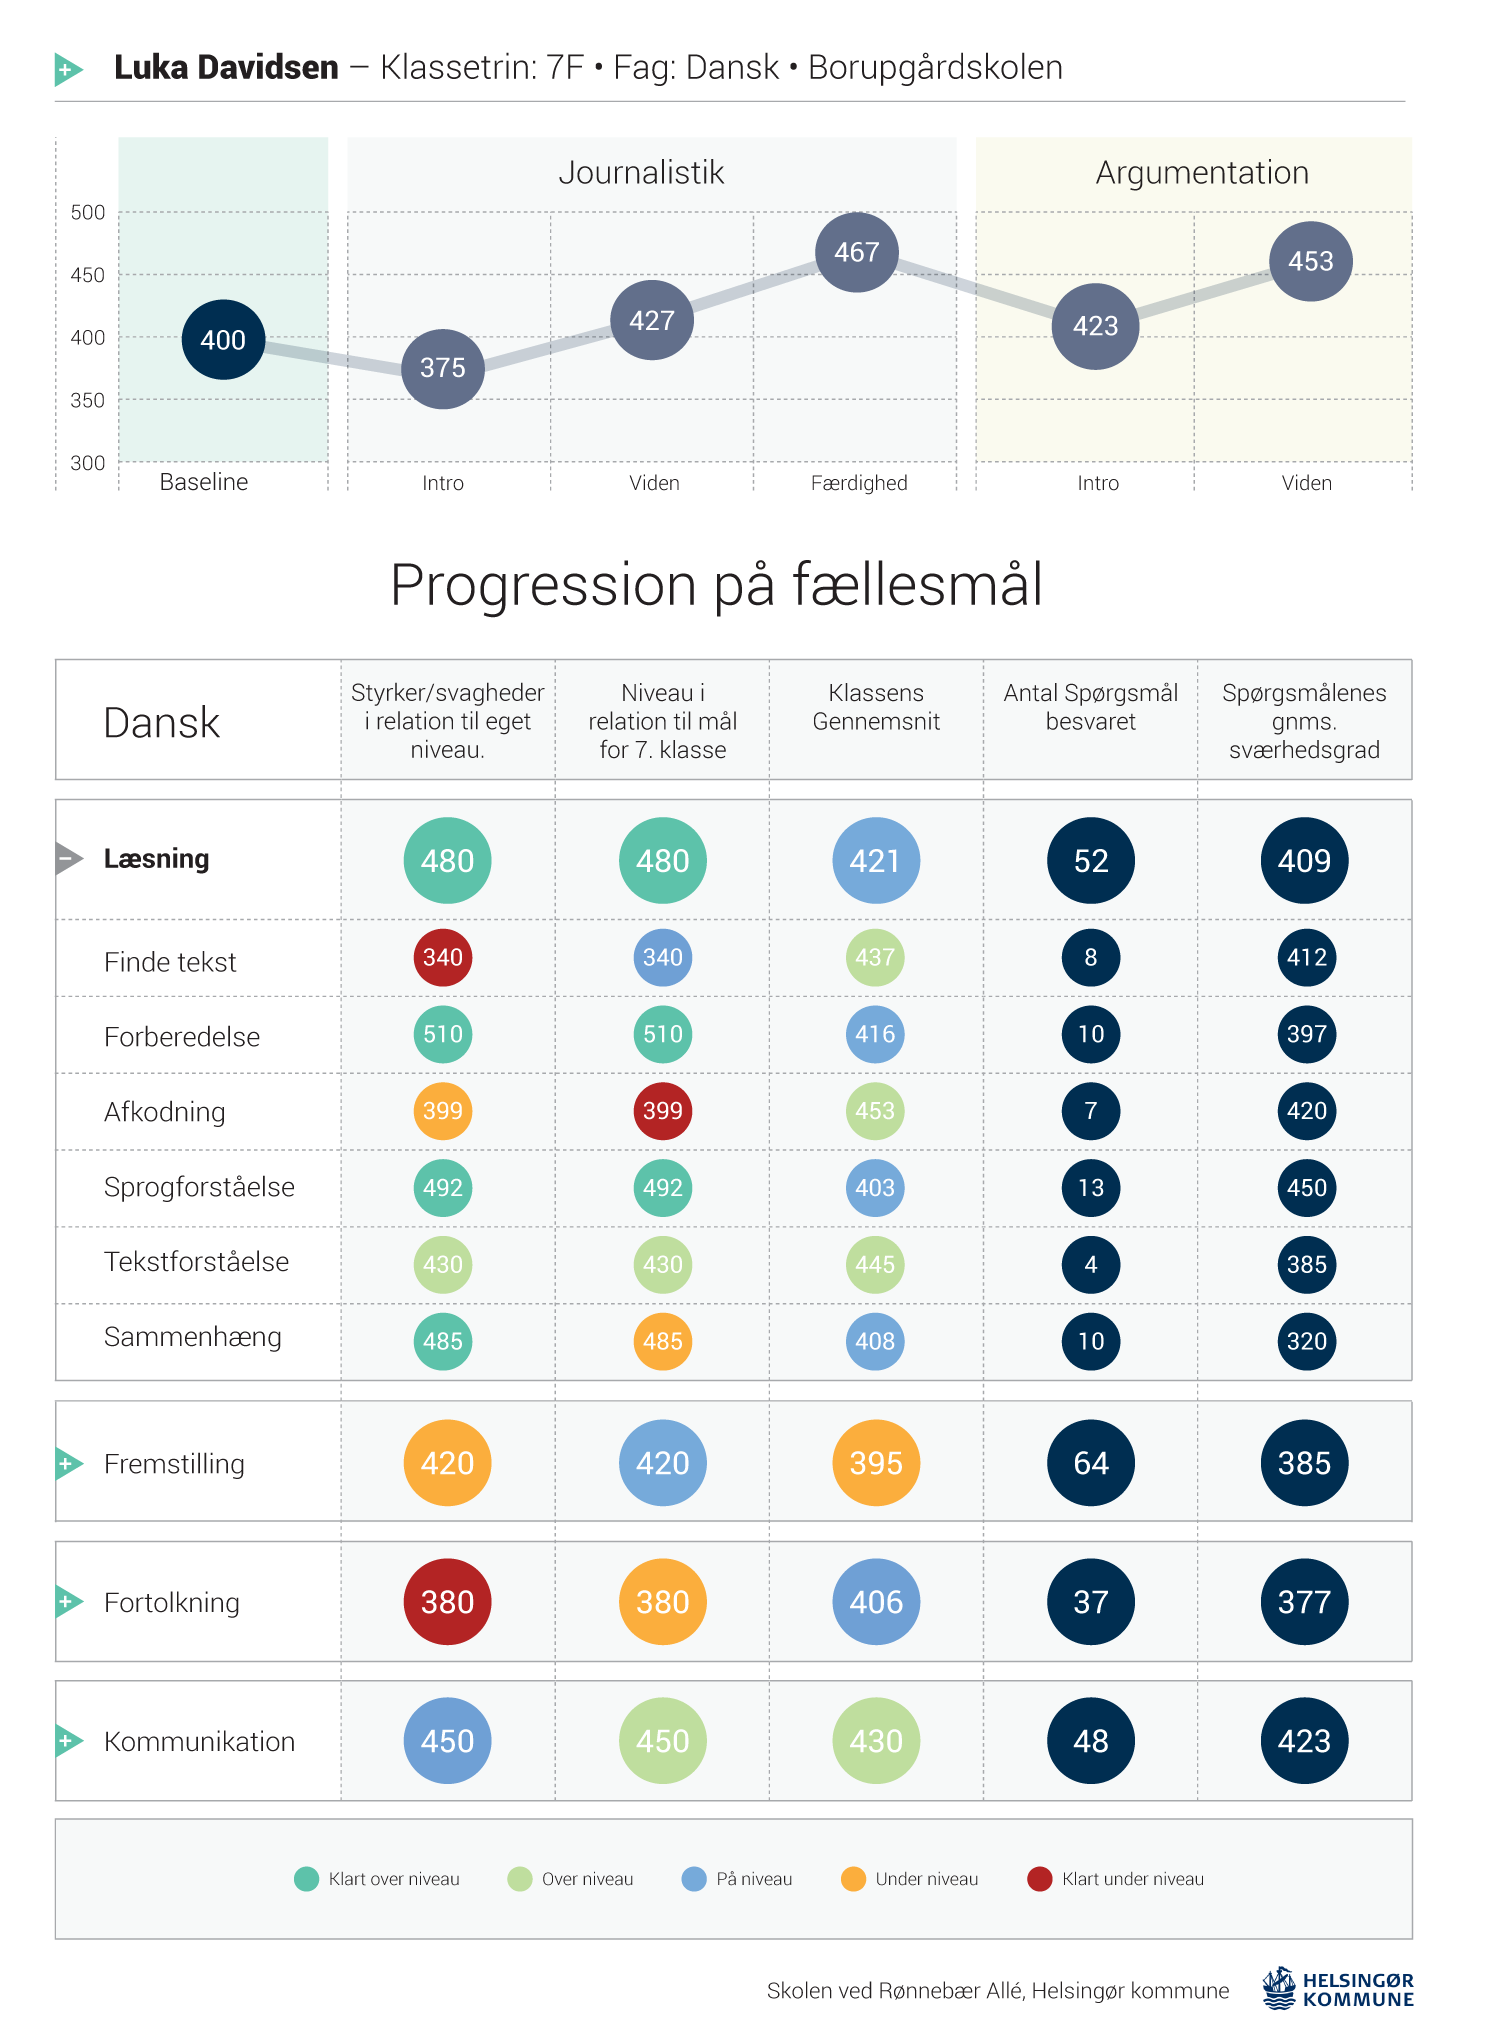 Luka Davidsen – Klassetrin: 7F • Fag: Dansk • Borupgårdskolen
Journalistik
Argumentation
500
450
400
350
300
400
375
427
467
423
453
Baseline
Intro
Viden
Færdighed
Intro
Viden
Progression på fællesmål
Dansk
Styrker/svagheder
i relation til eget
niveau.
Niveau i
relation til mål
for 7. klasse
Klassens
Gennemsnit
Antal Spørgsmål
besvaret
Spørgsmålenes
gnms.
sværhedsgrad
Læsning 480 480 421 52 409
Finde tekst 340 340 437 8 412
Forberedelse 510 510 416 10 397
Afkodning 399 399 453 7 420
Sprogforståelse 492 492 403 13 450
Tekstforståelse 430 430 445 4 385
Sammenhæng 485 485 408 10 320
Fremstilling 420 420 395 64 385
Fortolkning 380 380 406 37 377
Kommunikation 450 450 430 48 423
Klart over niveau Over niveau På niveau Under niveau Klart under niveau
Skolen ved Rønnebær Allé, Helsingør kommune
HELSINGØR
KOMMUNE